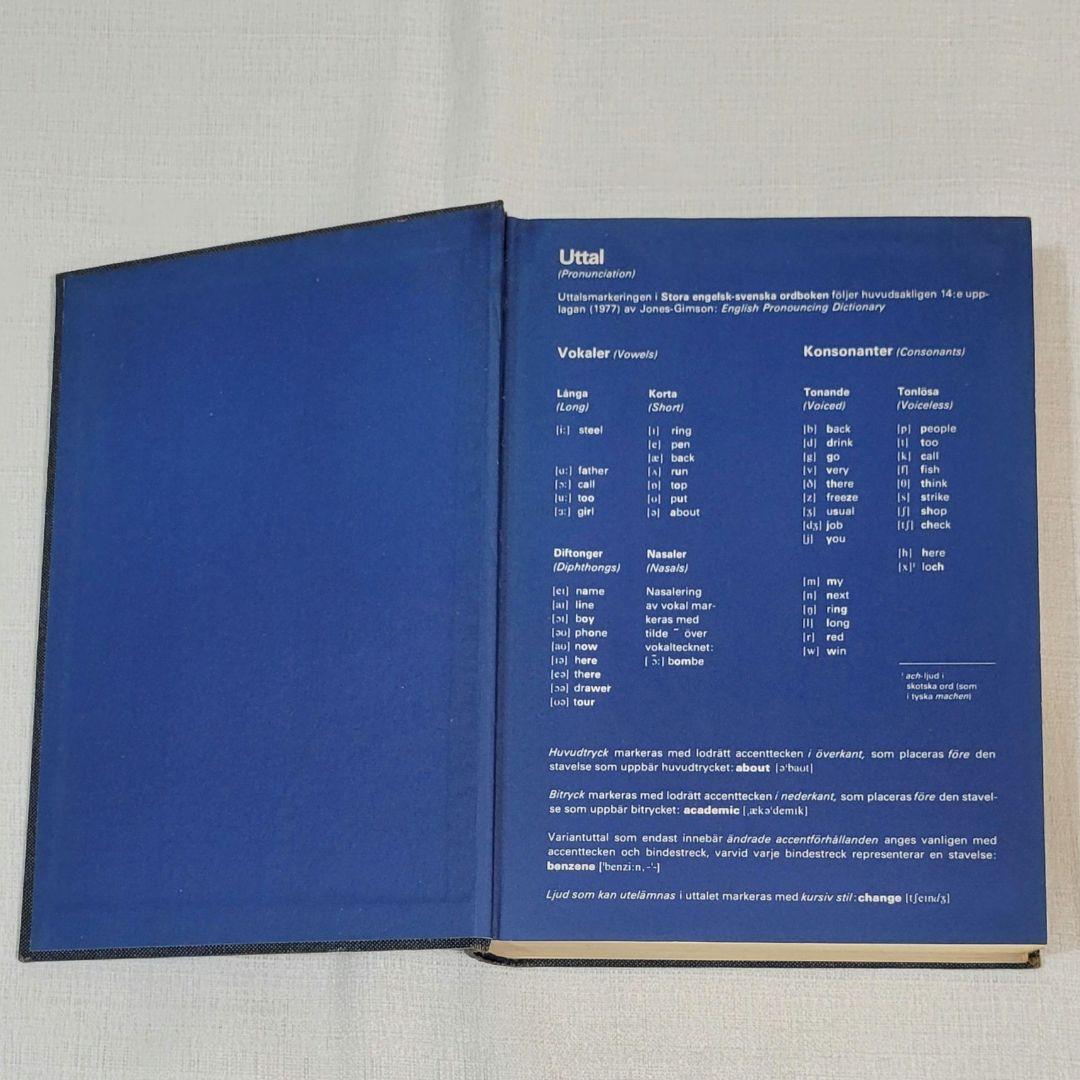 Uttal
(Pronunciation)
Uttalsmarkeringen i Stora engelsk-svenska ordboken följer huvudsakligen 14:e upp-
lagan (1977) av Jones-Gimson: English Pronouncing Dictionary
Vokaler (Vowels)
Långa
(Long)
[i:] steel
[ɑ:] father
[ɔ:] call
[u:] too
[ɜ:] girl
Korta
(Short)
[ɪ] ring
[e] pen
[æ] back
[ʌ] run
[ɒ] top
[ʊ] put
[ə] about
Diftonger
(Diphthongs)
[eɪ] name
[aɪ] line
[ɔɪ] boy
[əʊ] phone
[aʊ] now
[ɪə] here
[eə] there
[ɔə] drawer
[ʊə] tour
Nasaler
(Nasals)
Nasalering
av vokal mar-
keras med
tilde ˜ över
vokaltecknet:
[ɔ̃:] bombe
Konsonanter (Consonants)
Tonande
(Voiced)
[b] back
[d] drink
[g] go
[v] very
[ð] there
[z] freeze
[ʒ] usual
[dʒ] job
[j] you
[m] my
[n] next
[ŋ] ring
[l] long
[r] red
[w] win
Tonlösa
(Voiceless)
[p] people
[t] too
[k] call
[f] fish
[θ] think
[s] strike
[ʃ] shop
[tʃ] check
[h] here
[x]¹ loch
¹ ach-ljud i
skotska ord (som
i tyska machen)
Huvudtryck markeras med lodrätt accenttecken i överkant, som placeras före den
stavelse som uppbär huvudtrycket: about [ə'baʊt]
Bitryck markeras med lodrätt accenttecken i nederkant, som placeras före den stavel-
se som uppbär bitrycket: academic [ˌækə'demɪk]
Variantuttal som endast innebär ändrade accentförhållanden anges vanligen med
accenttecken och bindestreck, varvid varje bindestreck representerar en stavelse:
benzene ['benzi:n, -'-]
Ljud som kan utelämnas i uttalet markeras med kursiv stil: change [tʃeɪndʒ]